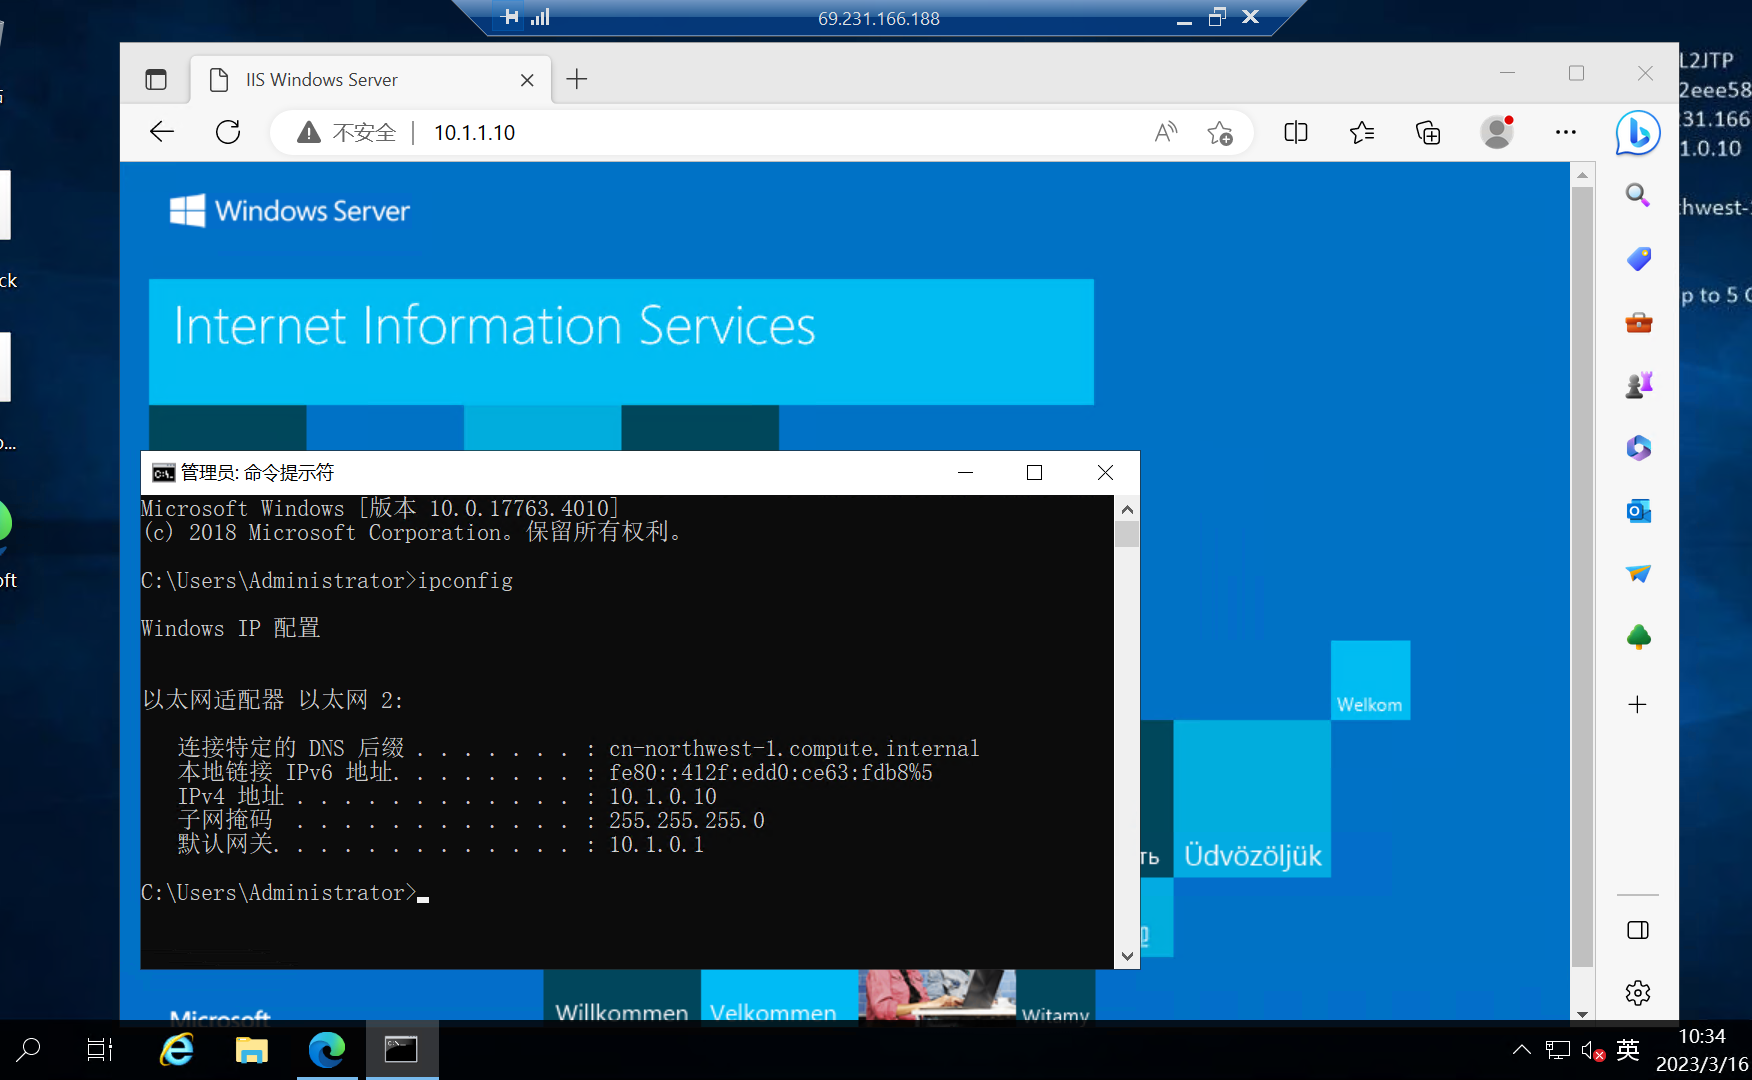 69.231.166.188
IIS Windows Server
不安全
10.1.1.10
L2JTP
2eee58
31.166
1.0.10
hwest-
p to 5
ck
o...
oft
Windows Server
Internet Information Services
管理员: 命令提示符
Microsoft Windows [版本 10.0.17763.4010]
(c) 2018 Microsoft Corporation。保留所有权利。
C:\Users\Administrator>ipconfig
Windows IP 配置
以太网适配器 以太网 2:
连接特定的 DNS 后缀 . . . . . . . : cn-northwest-1.compute.internal
本地链接 IPv6 地址. . . . . . . . : fe80::412f:edd0:ce63:fdb8%5
IPv4 地址 . . . . . . . . . . . . : 10.1.0.10
子网掩码  . . . . . . . . . . . . : 255.255.255.0
默认网关. . . . . . . . . . . . . : 10.1.0.1
C:\Users\Administrator>
Welkom
ть
Üdvözöljük
Microsoft
Willkommen
Velkommen
Witamy
英
10:34
2023/3/16